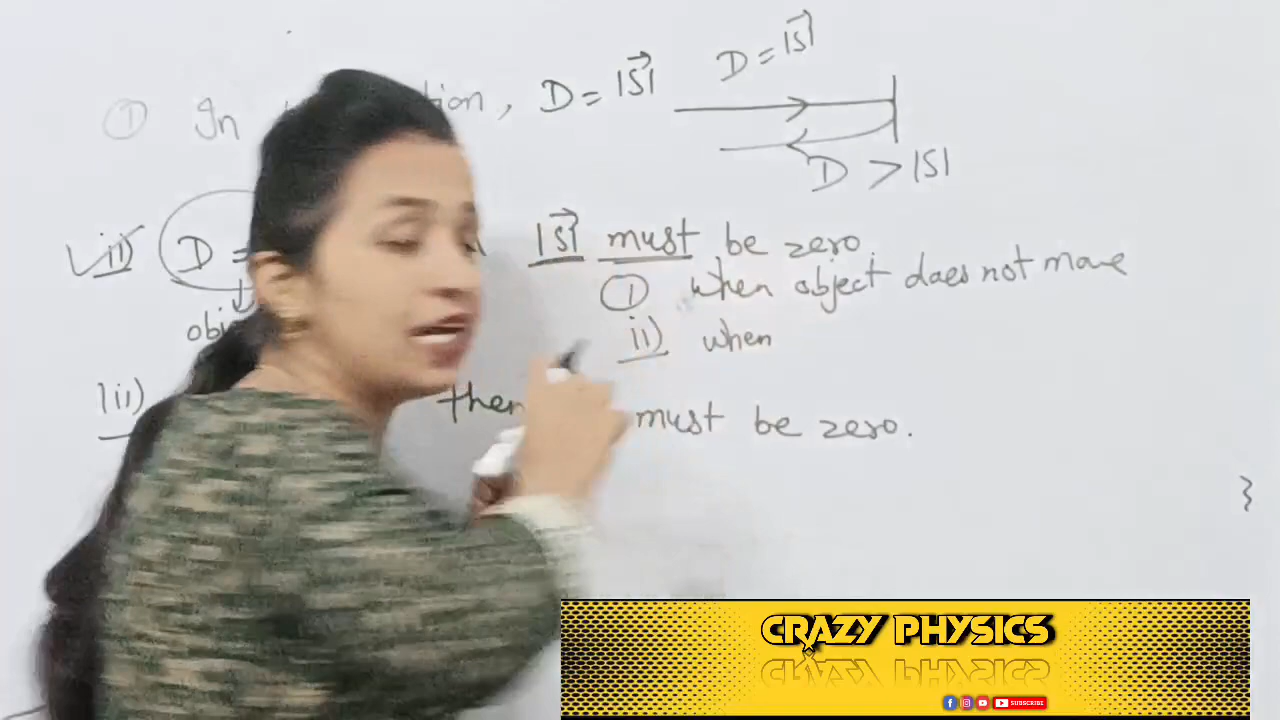 ① In tion, D = |S⃗|
D = |S⃗|
D > |S|
ii) D = |S⃗| must be zero
① when object does not move
ii) when
obj
iii) then must be zero.
}
CRAZY PHYSICS
SUBSCRIBE